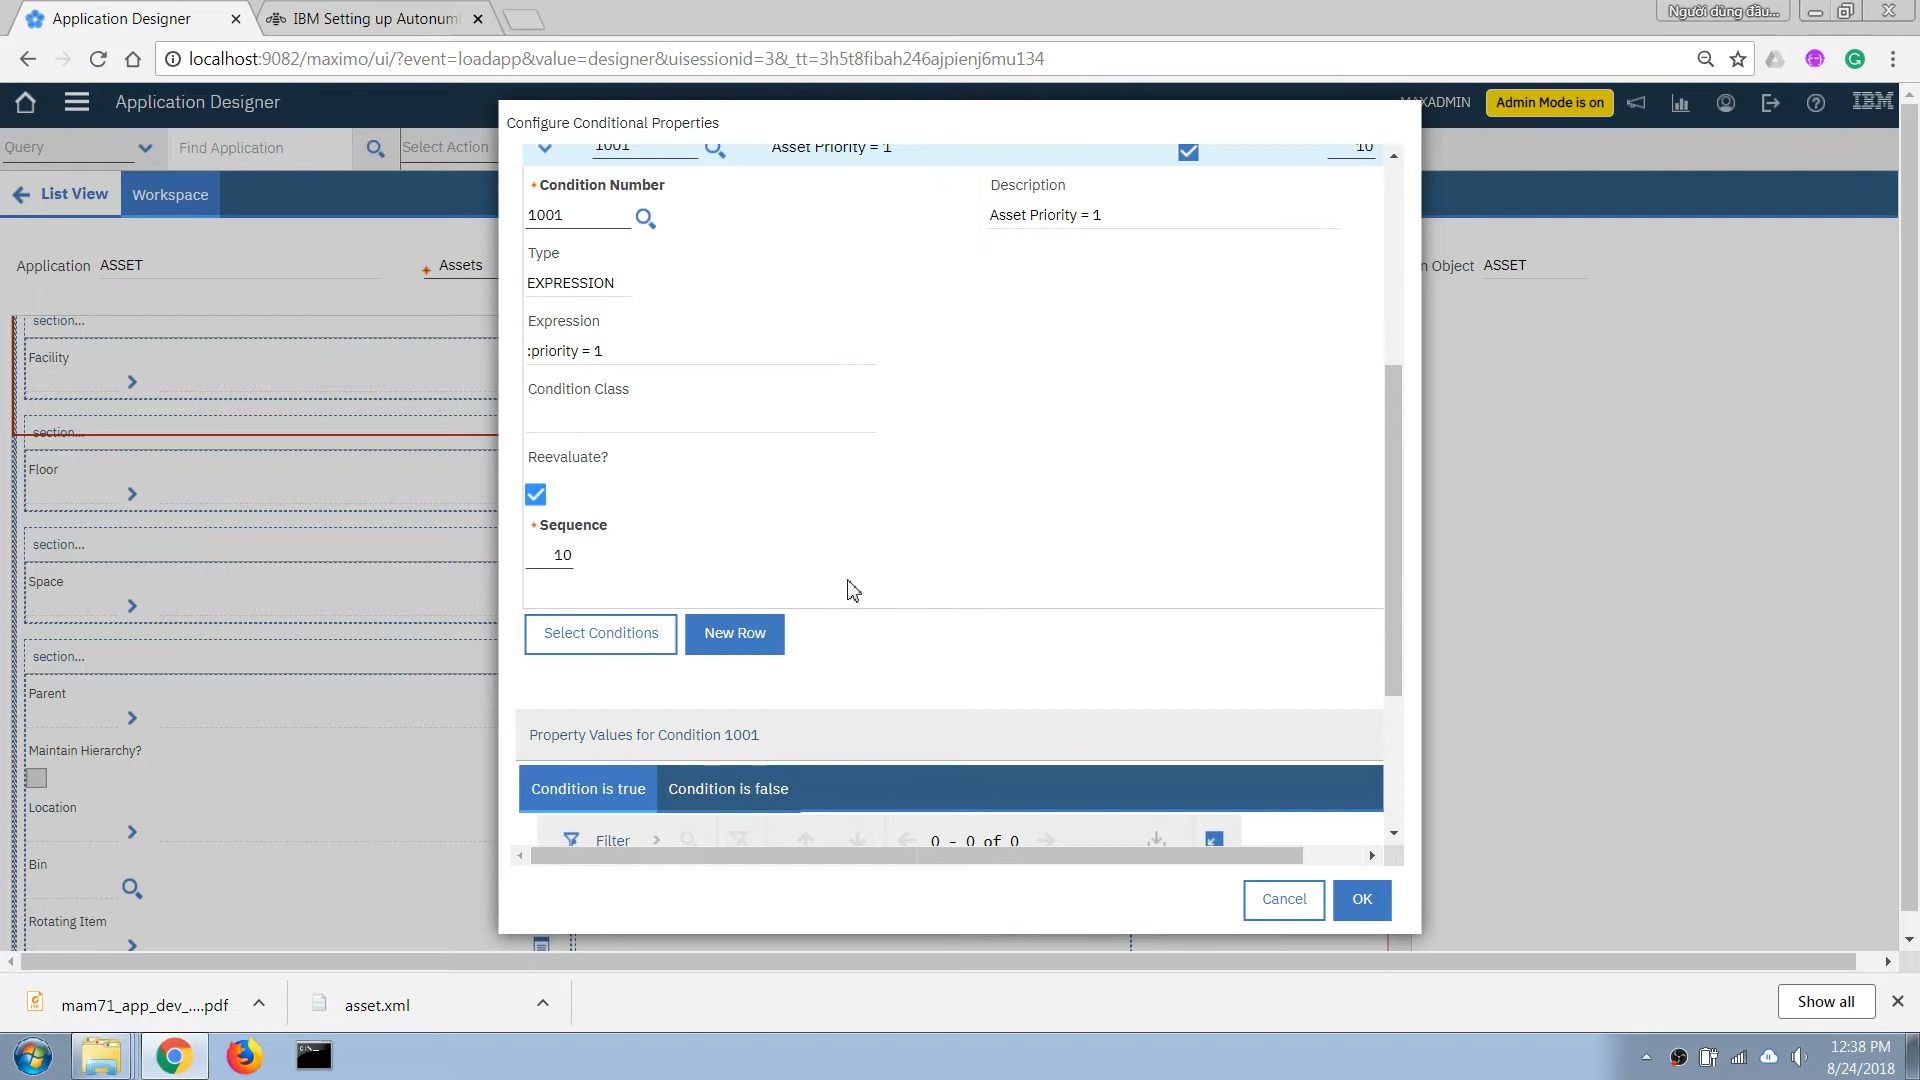 Application Designer
IBM Setting up Autonum
Người dùng đầu...
localhost:9082/maximo/ui/?event=loadapp&value=designer&uisessionid=3&_tt=3h5t8fibah246ajpienj6mu134
Application Designer
MAXADMIN
Admin Mode is on
IBM
Query
Find Application
Select Action
List View
Workspace
Application ASSET
Assets
n Object ASSET
section...
Facility
section...
Floor
section...
Space
section...
Parent
Maintain Hierarchy?
Location
Bin
Rotating Item
Configure Conditional Properties
1001
Asset Priority = 1
10
Condition Number
1001
Description
Asset Priority = 1
Type
EXPRESSION
Expression
:priority = 1
Condition Class
Reevaluate?
Sequence
10
Select Conditions
New Row
Property Values for Condition 1001
Condition is true
Condition is false
Filter
0 - 0 of 0
Cancel
OK
mam71_app_dev_....pdf
asset.xml
Show all
12:38 PM
8/24/2018